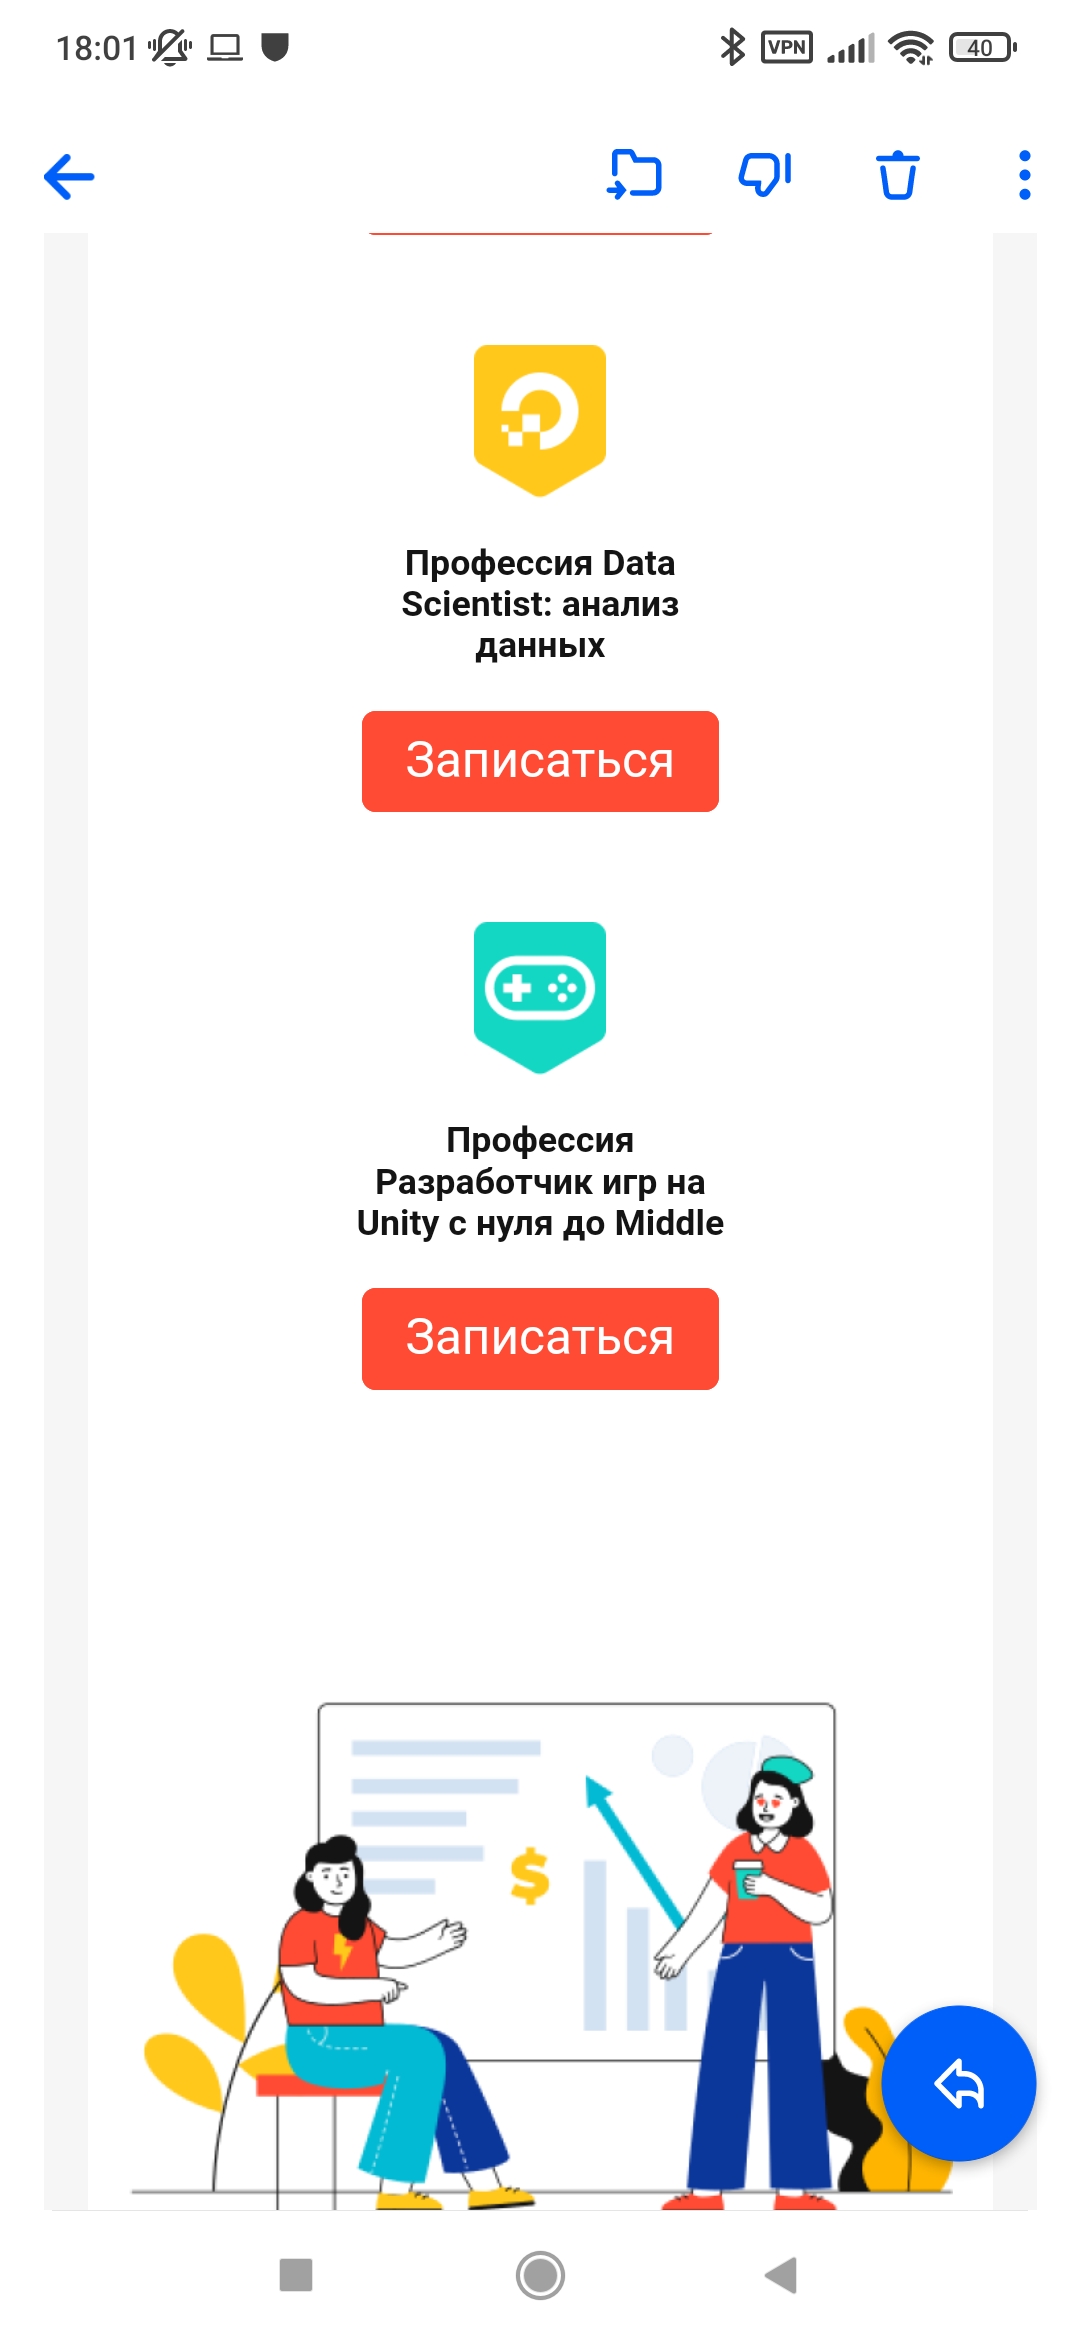 18:01
VPN
40
Профессия Data
Scientist: анализ
данных
Записаться
Профессия
Разработчик игр на
Unity с нуля до Middle
Записаться
$